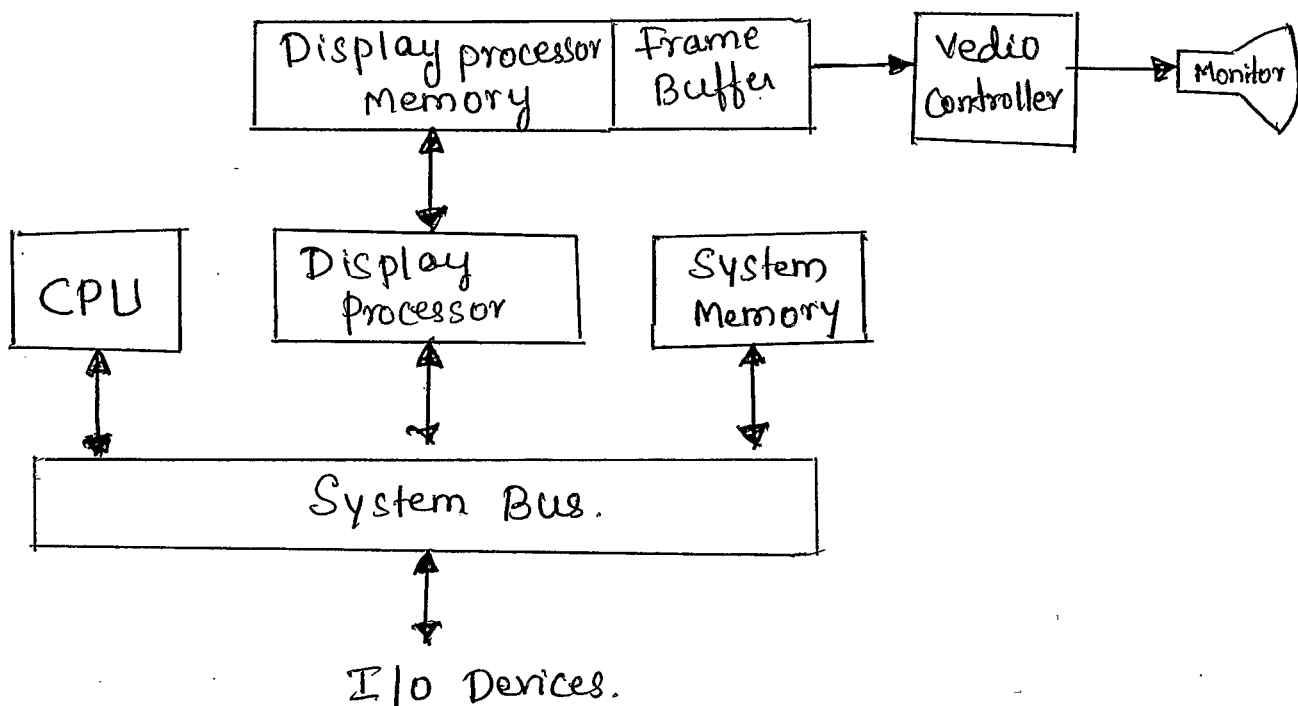 Display processor
Memory
Frame
Buffer
Vedio
Controller
Monitor
CPU
Display
Processor
System
Memory
System Bus.
I/O Devices.